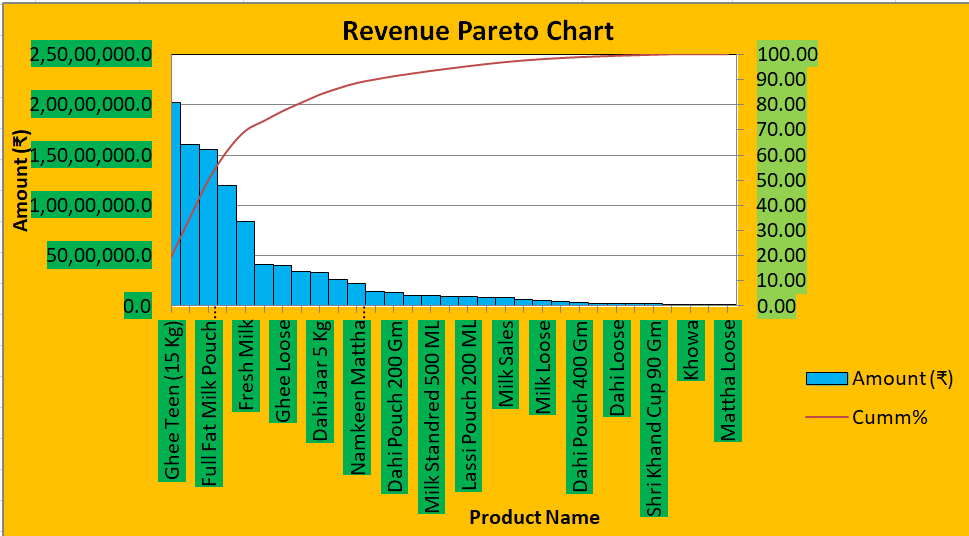 Revenue Pareto Chart
2,50,00,000.0
2,00,00,000.0
1,50,00,000.0
1,00,00,000.0
50,00,000.0
0.0
Amount (₹)
100.00
90.00
80.00
70.00
60.00
50.00
40.00
30.00
20.00
10.00
0.00
Ghee Teen (15 Kg)
Full Fat Milk Pouch
Fresh Milk
Ghee Loose
Dahi Jaar 5 Kg
Namkeen Mattha
Dahi Pouch 200 Gm
Milk Standred 500 ML
Lassi Pouch 200 ML
Milk Sales
Milk Loose
Dahi Pouch 400 Gm
Dahi Loose
Shri Khand Cup 90 Gm
Khowa
Mattha Loose
Product Name
Amount (₹)
Cumm%